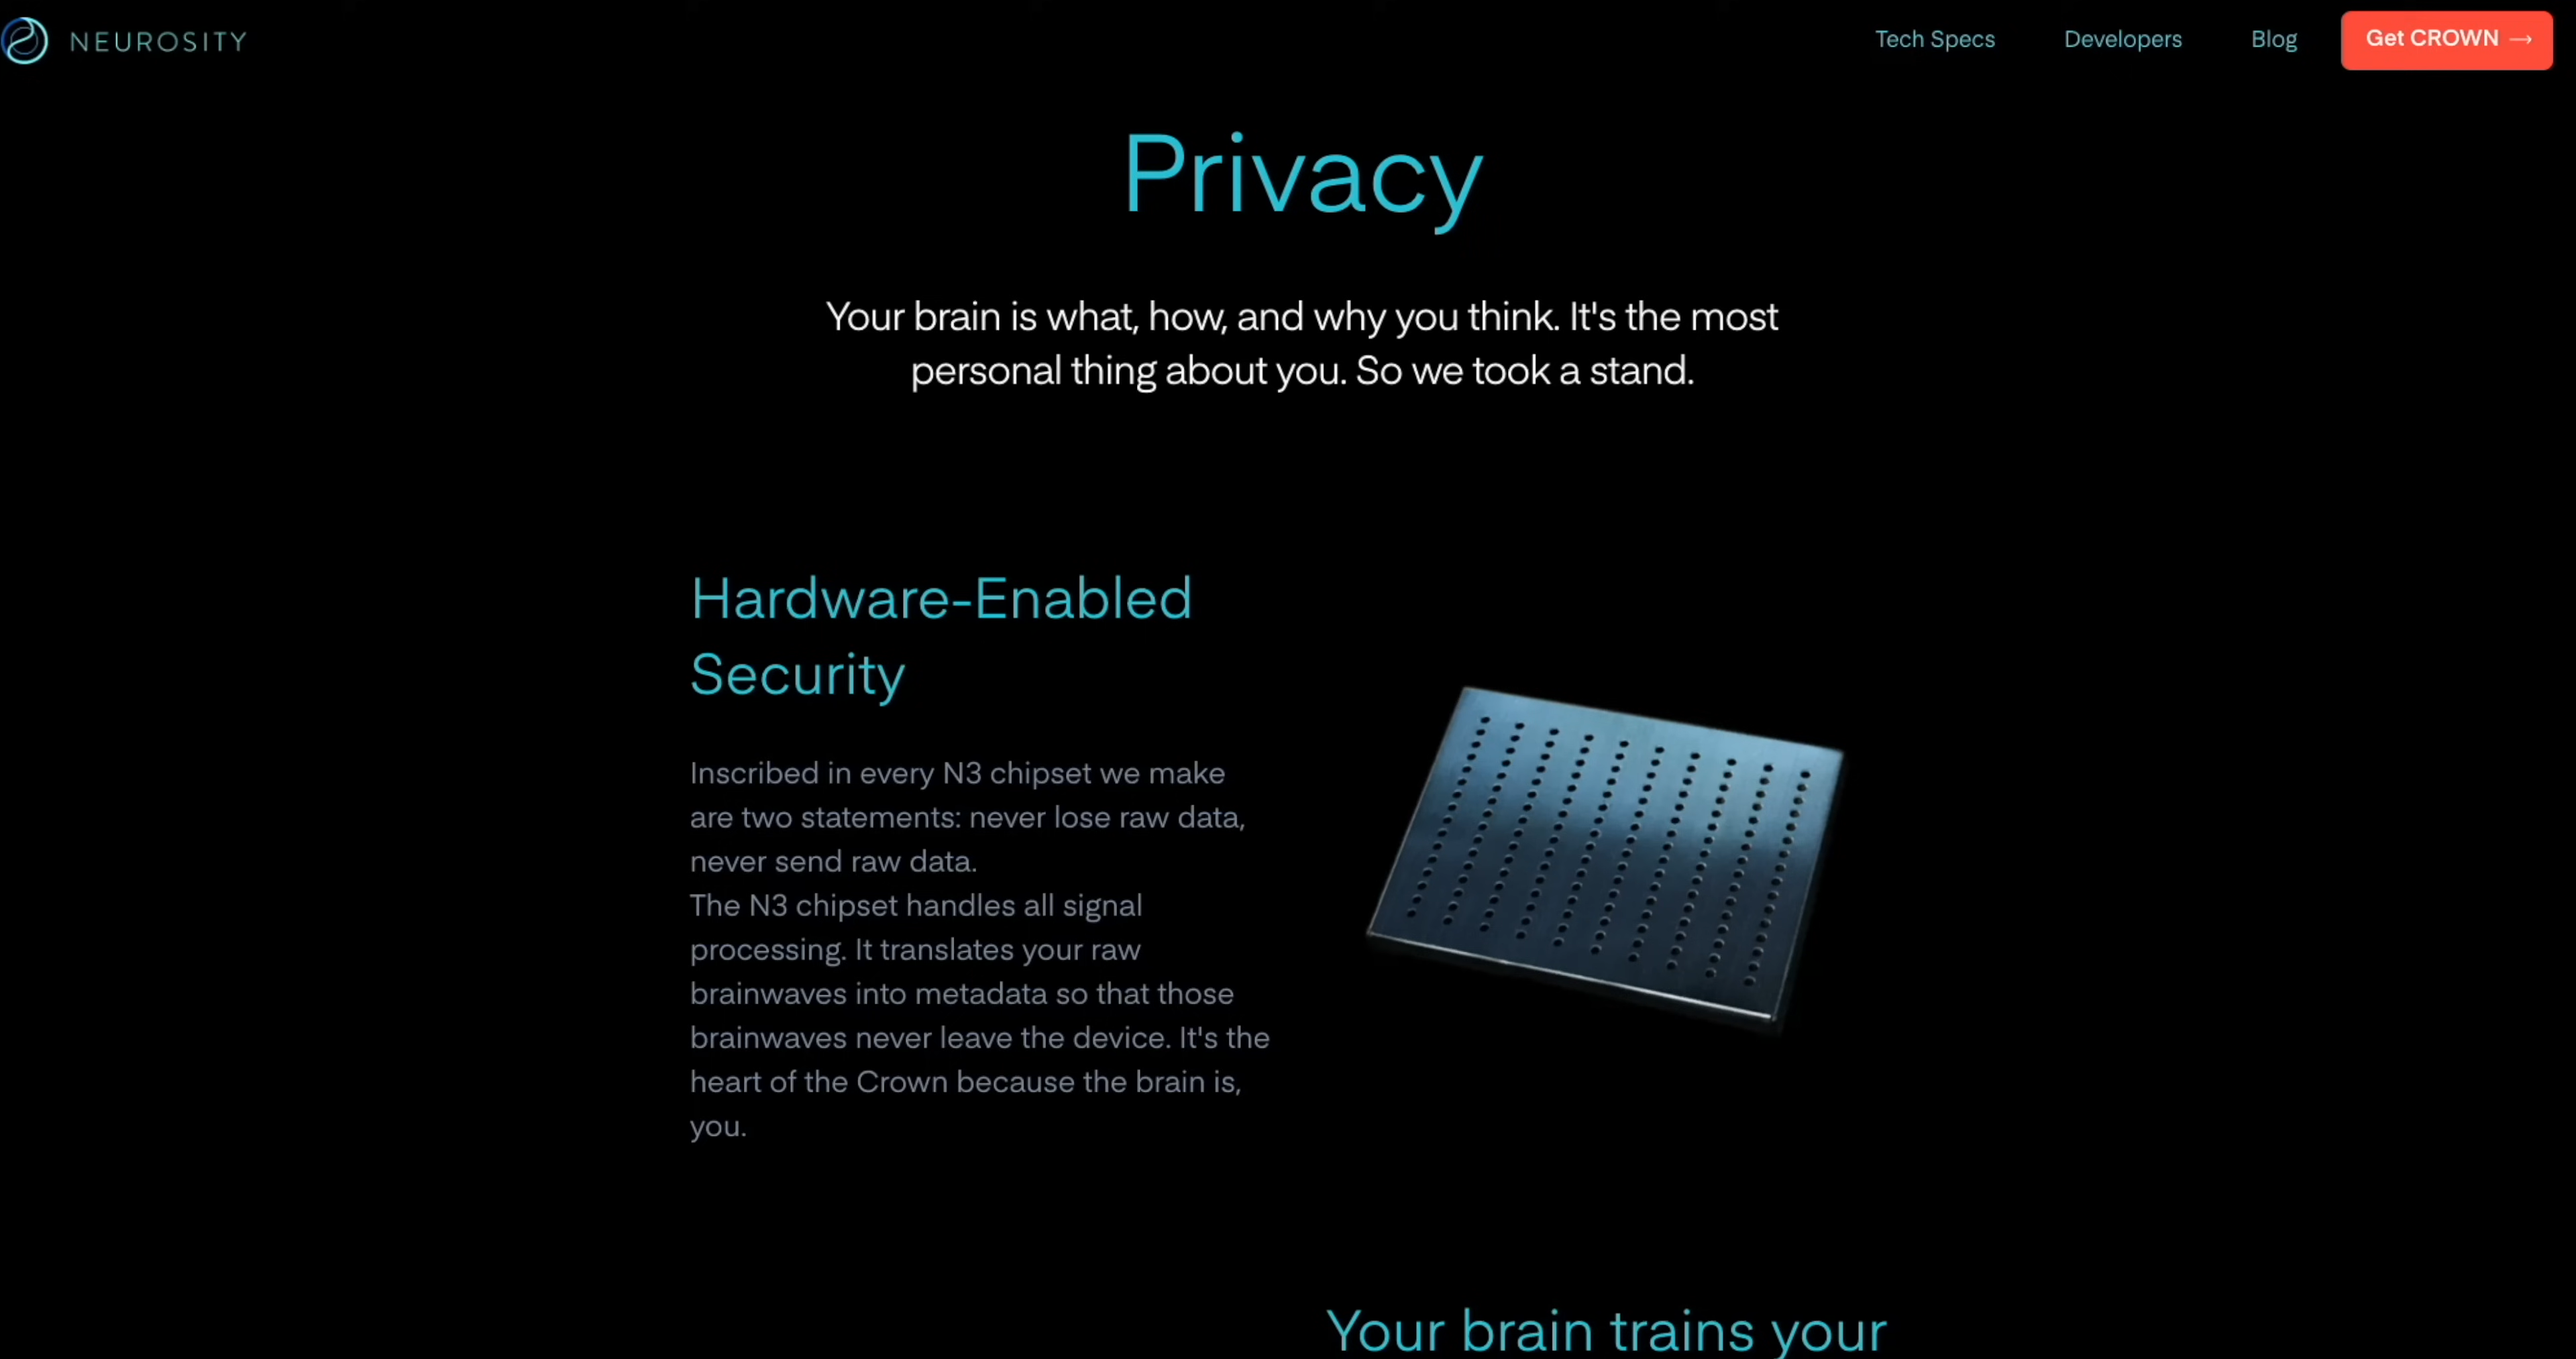 NEUROSITY
Tech Specs
Developers
Blog
Get CROWN →
Privacy
Your brain is what, how, and why you think. It's the most
personal thing about you. So we took a stand.
Hardware-Enabled
Security
Inscribed in every N3 chipset we make
are two statements: never lose raw data,
never send raw data.
The N3 chipset handles all signal
processing. It translates your raw
brainwaves into metadata so that those
brainwaves never leave the device. It's the
heart of the Crown because the brain is,
you.
Your brain trains your